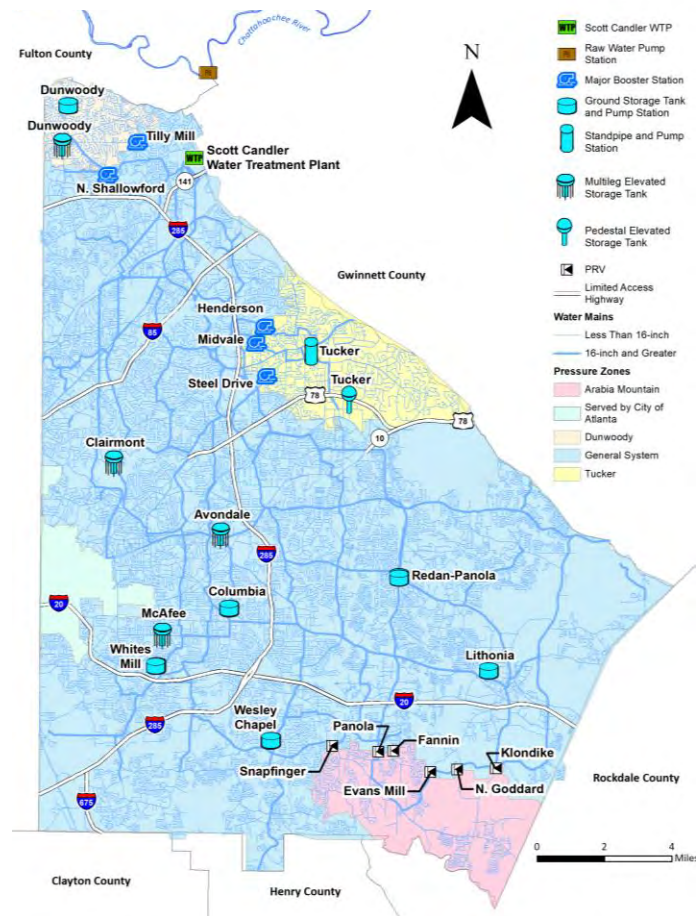 Fulton County
Chattahoochee River
N
Dunwoody
Dunwoody
Tilly Mill
Scott Candler
Water Treatment Plant
WTP
N. Shallowford
141
285
Gwinnett County
85
Henderson
Midvale
Tucker
Steel Drive
Tucker
78
78
10
Clairmont
Avondale
285
Redan-Panola
Columbia
20
McAfee
Whites
Mill
Lithonia
20
Wesley
Chapel
Panola
Fannin
285
Klondike
Snapfinger
Evans Mill
N. Goddard
Rockdale County
675
Clayton County
Henry County
0 2 4
Miles
WTP
Scott Candler WTP
Raw Water Pump
Station
Major Booster Station
Ground Storage Tank
and Pump Station
Standpipe and Pump
Station
Multileg Elevated
Storage Tank
Pedestal Elevated
Storage Tank
PRV
Limited Access
Highway
Water Mains
Less Than 16-inch
16-inch and Greater
Pressure Zones
Arabia Mountain
Served by City of
Atlanta
Dunwoody
General System
Tucker